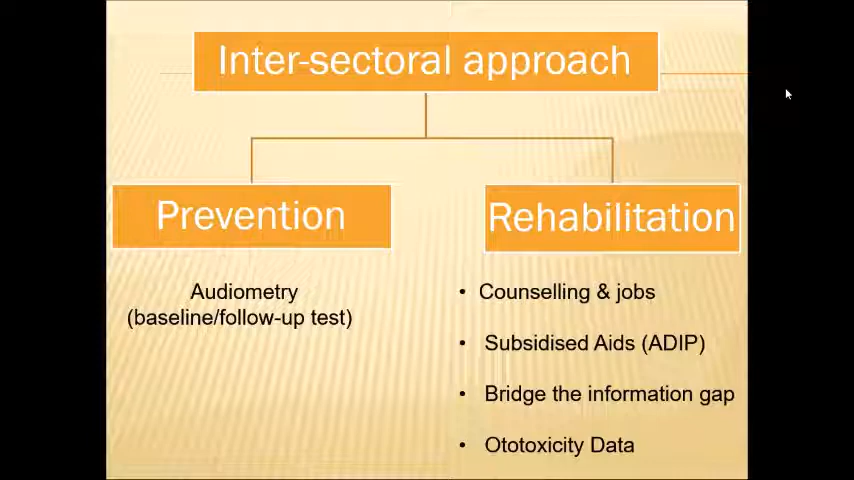 Inter-sectoral approach
Prevention
Rehabilitation
Audiometry
(baseline/follow-up test)
• Counselling & jobs
• Subsidised Aids (ADIP)
• Bridge the information gap
• Ototoxicity Data